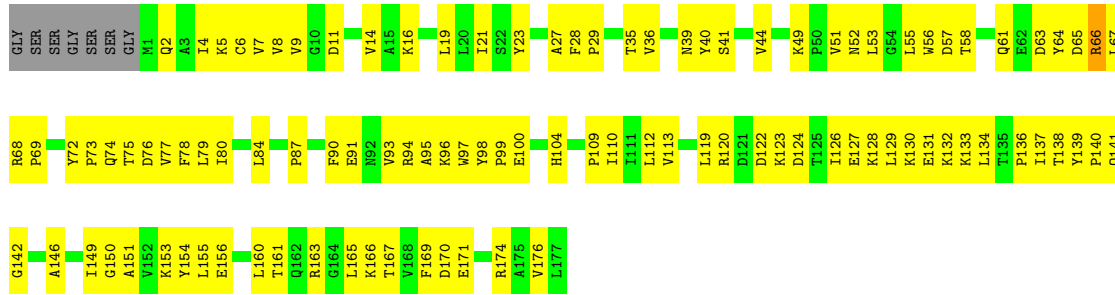 GLY SER SER GLY SER SER GLY M1 Q2 A3 I4 K5 C6 V7 V8 V9 G10 D11 V14 A15 K16 L19 L20 I21 S22 Y23 A27 F28 P29 T35 V36 N39 Y40 S41 V44 K49 P50 V51 N52 L53 G54 L55 W56 D57 T58 Q61 E62 D63 Y64 D65 R66
R68 P69 Y72 P73 Q74 T75 D76 V77 F78 L79 I80 L84 P87 F90 E91 N92 V93 R94 A95 K96 W97 Y98 P99 E100 H104 P109 I110 I111 L112 V113 L119 R120 D121 D122 K123 D124 T125 I126 E127 K128 L129 K130 E131 K132 K133 L134 T135 P136 I137 T138 Y139 P140
G142 A146 I149 G150 A151 V152 K153 Y154 L155 E156 L160 T161 Q162 R163 G164 L165 K166 T167 V168 F169 D170 E171 R174 A175 V176 L177